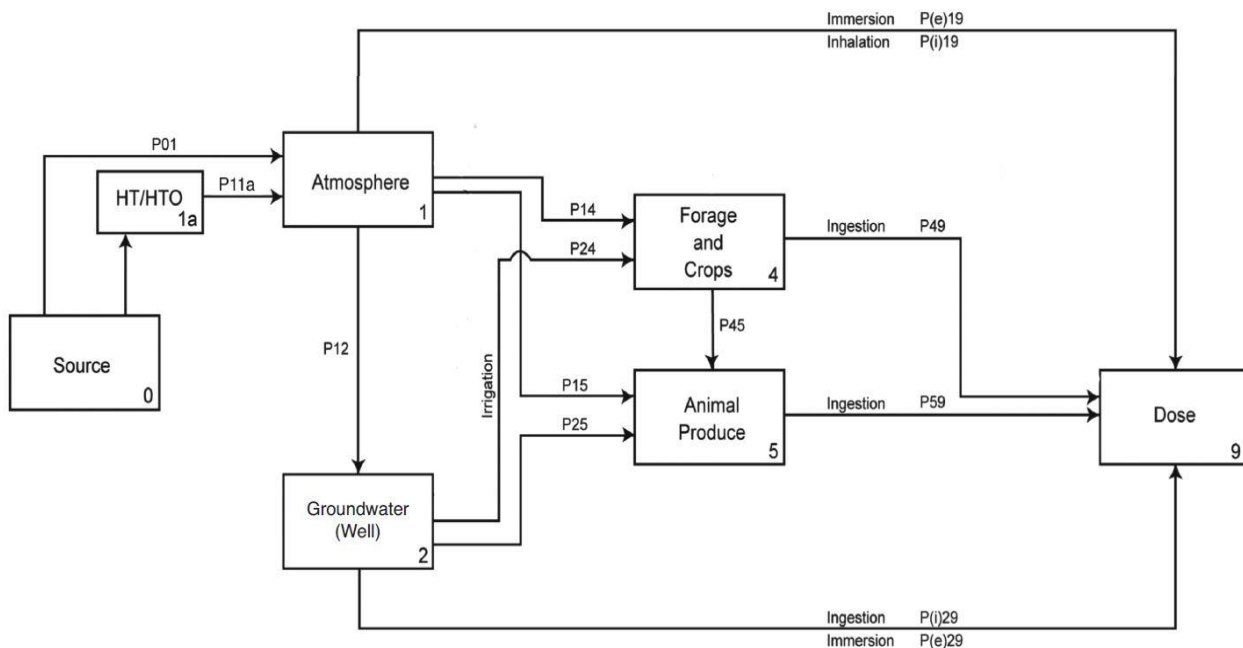 Immersion P(e)19
Inhalation P(i)19
P01
HT/HTO
1a
P11a
Atmosphere
1
P14
Forage
and
Crops
4
Ingestion P49
P24
Source
0
P12
Irrigation
P45
P15
P25
Animal
Produce
5
Ingestion P59
Dose
9
Groundwater
(Well)
2
Ingestion P(i)29
Immersion P(e)29